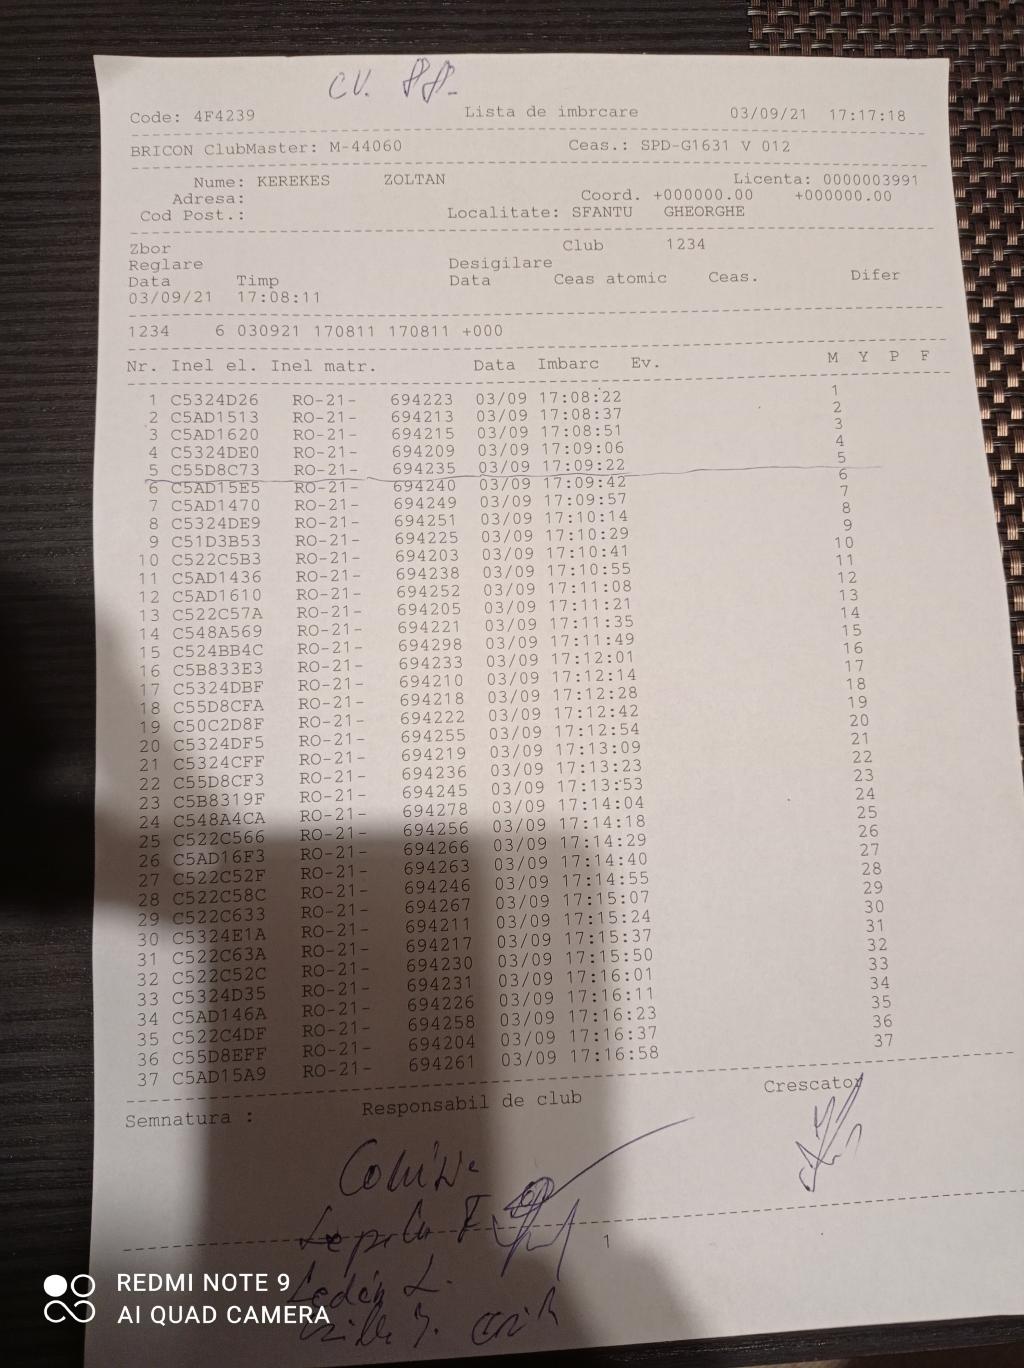 CV. 88.
Code: 4F4239 Lista de imbrcare 03/09/21 17:17:18
BRICON ClubMaster: M-44060 Ceas.: SPD-G1631 V 012
Nume: KEREKES ZOLTAN Licenta: 0000003991
Adresa: Coord. +000000.00 +000000.00
Cod Post.: Localitate: SFANTU GHEORGHE
Zbor Club 1234
Reglare Desigilare
Data Timp Data Ceas atomic Ceas. Difer
03/09/21 17:08:11
1234 6 030921 170811 170811 +000
Nr. Inel el. Inel matr. Data Imbarc Ev. M Y P F
1 C5324D26 RO-21- 694223 03/09 17:08:22 1
2 C5AD1513 RO-21- 694213 03/09 17:08:37 2
3 C5AD1620 RO-21- 694215 03/09 17:08:51 3
4 C5324DE0 RO-21- 694209 03/09 17:09:06 4
5 C55D8C73 RO-21- 694235 03/09 17:09:22 5
6 C5AD15E5 RO-21- 694240 03/09 17:09:42 6
7 C5AD1470 RO-21- 694249 03/09 17:09:57 7
8 C5324DE9 RO-21- 694251 03/09 17:10:14 8
9 C51D3B53 RO-21- 694225 03/09 17:10:29 9
10 C522C5B3 RO-21- 694203 03/09 17:10:41 10
11 C5AD1436 RO-21- 694238 03/09 17:10:55 11
12 C5AD1610 RO-21- 694252 03/09 17:11:08 12
13 C522C57A RO-21- 694205 03/09 17:11:21 13
14 C548A569 RO-21- 694221 03/09 17:11:35 14
15 C524BB4C RO-21- 694298 03/09 17:11:49 15
16 C5B833E3 RO-21- 694233 03/09 17:12:01 16
17 C5324DBF RO-21- 694210 03/09 17:12:14 17
18 C55D8CFA RO-21- 694218 03/09 17:12:28 18
19 C50C2D8F RO-21- 694222 03/09 17:12:42 19
20 C5324DF5 RO-21- 694255 03/09 17:12:54 20
21 C5324CFF RO-21- 694219 03/09 17:13:09 21
22 C55D8CF3 RO-21- 694236 03/09 17:13:23 22
23 C5B8319F RO-21- 694245 03/09 17:13:53 23
24 C548A4CA RO-21- 694278 03/09 17:14:04 24
25 C522C566 RO-21- 694256 03/09 17:14:18 25
26 C5AD16F3 RO-21- 694266 03/09 17:14:29 26
27 C522C52F RO-21- 694263 03/09 17:14:40 27
28 C522C58C RO-21- 694246 03/09 17:14:55 28
29 C522C633 RO-21- 694267 03/09 17:15:07 29
30 C5324E1A RO-21- 694211 03/09 17:15:24 30
31 C522C63A RO-21- 694217 03/09 17:15:37 31
32 C522C52C RO-21- 694230 03/09 17:15:50 32
33 C5324D35 RO-21- 694231 03/09 17:16:01 33
34 C5AD146A RO-21- 694226 03/09 17:16:11 34
35 C522C4DF RO-21- 694258 03/09 17:16:23 35
36 C55D8EFF RO-21- 694204 03/09 17:16:37 36
37 C5AD15A9 RO-21- 694261 03/09 17:16:58 37
Semnatura : Responsabil de club Crescator
1
REDMI NOTE 9
AI QUAD CAMERA